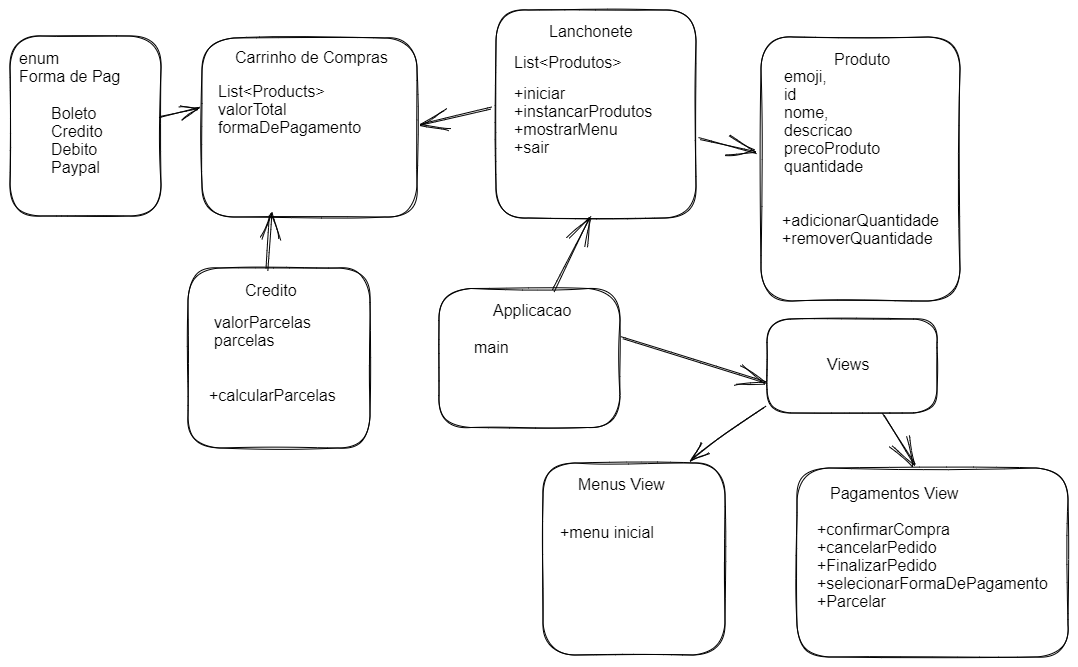 enum
Forma de Pag
Boleto
Credito
Debito
Paypal
Carrinho de Compras
List<Products>
valorTotal
formaDePagamento
Lanchonete
List<Produtos>
+iniciar
+instancarProdutos
+mostrarMenu
+sair
Produto
emoji,
id
nome,
descricao
precoProduto
quantidade
+adicionarQuantidade
+removerQuantidade
Credito
valorParcelas
parcelas
+calcularParcelas
Applicacao
main
Views
Menus View
+menu inicial
Pagamentos View
+confirmarCompra
+cancelarPedido
+FinalizarPedido
+selecionarFormaDePagamento
+Parcelar